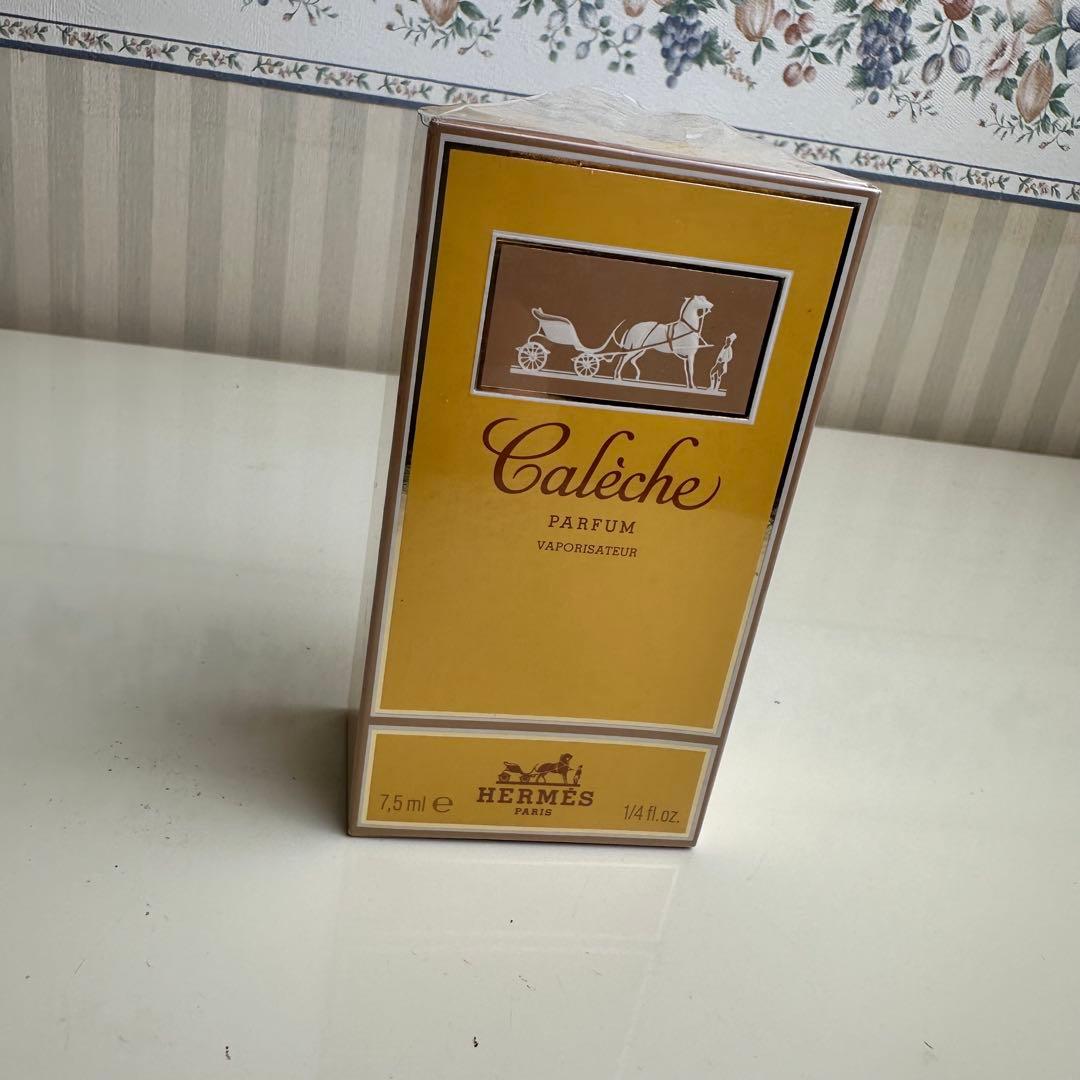 Calèche
PARFUM
VAPORISATEUR
7,5 ml ℮
HERMÈS
PARIS
1/4 fl.oz.